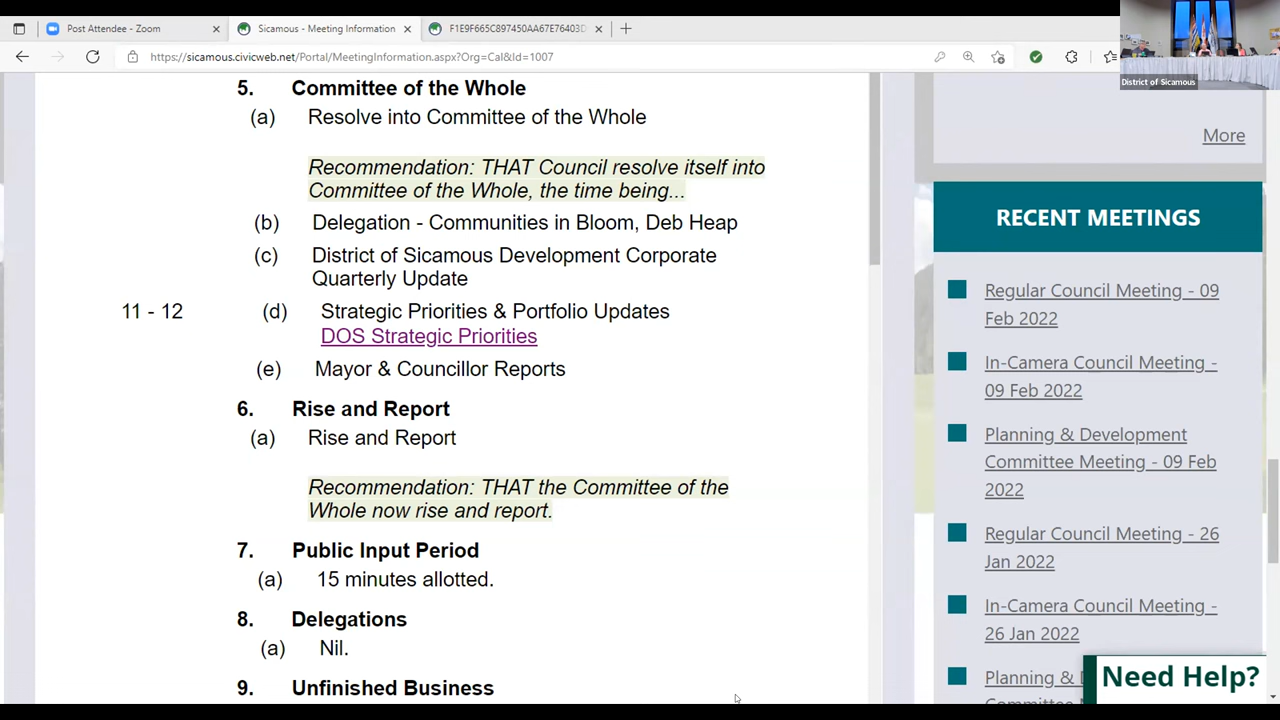 Post Attendee - Zoom
Sicamous - Meeting Information
F1E9F665C897450AA67E76403D
https://sicamous.civicweb.net/Portal/MeetingInformation.aspx?Org=Cal&Id=1007
District of Sicamous
5. Committee of the Whole
(a) Resolve into Committee of the Whole
Recommendation: THAT Council resolve itself into
Committee of the Whole, the time being...
(b) Delegation - Communities in Bloom, Deb Heap
(c) District of Sicamous Development Corporate
Quarterly Update
11 - 12 (d) Strategic Priorities & Portfolio Updates
DOS Strategic Priorities
(e) Mayor & Councillor Reports
6. Rise and Report
(a) Rise and Report
Recommendation: THAT the Committee of the
Whole now rise and report.
7. Public Input Period
(a) 15 minutes allotted.
8. Delegations
(a) Nil.
9. Unfinished Business
More
RECENT MEETINGS
Regular Council Meeting - 09
Feb 2022
In-Camera Council Meeting -
09 Feb 2022
Planning & Development
Committee Meeting - 09 Feb
2022
Regular Council Meeting - 26
Jan 2022
In-Camera Council Meeting -
26 Jan 2022
Planning &
Need Help?